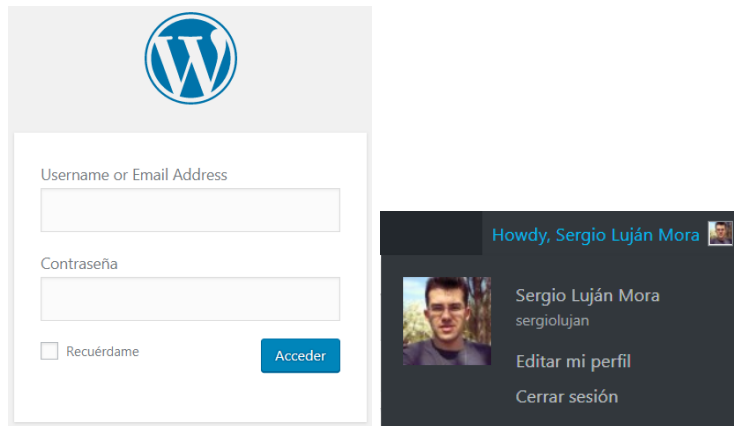 Username or Email Address
Contraseña
Recuérdame
Acceder
Howdy, Sergio Luján Mora
Sergio Luján Mora
sergiolujan
Editar mi perfil
Cerrar sesión